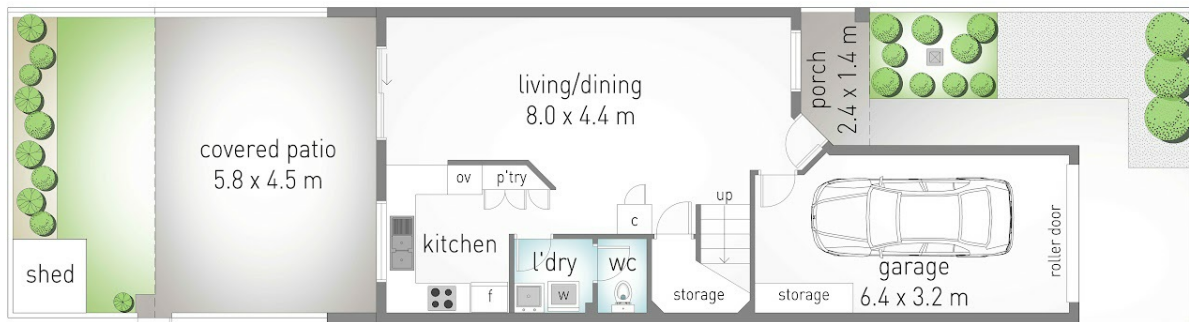 living/dining
8.0 x 4.4 m
porch
2.4 x 1.4 m
covered patio
5.8 x 4.5 m
ov
p'try
up
c
kitchen
l'dry
wc
shed
f
w
storage
storage
garage
6.4 x 3.2 m
roller door